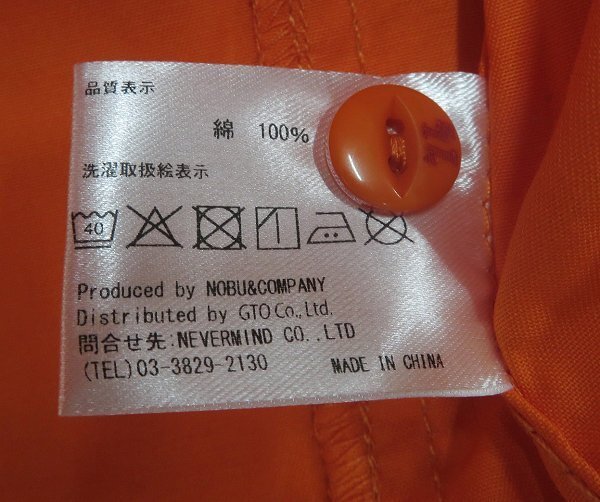 品質表示
綿 100%
洗濯取扱絵表示
40
Produced by NOBU&COMPANY
Distributed by GTO Co.,Ltd.
問合せ先:NEVERMIND CO.,LTD
(TEL)03-3829-2130 MADE IN CHINA